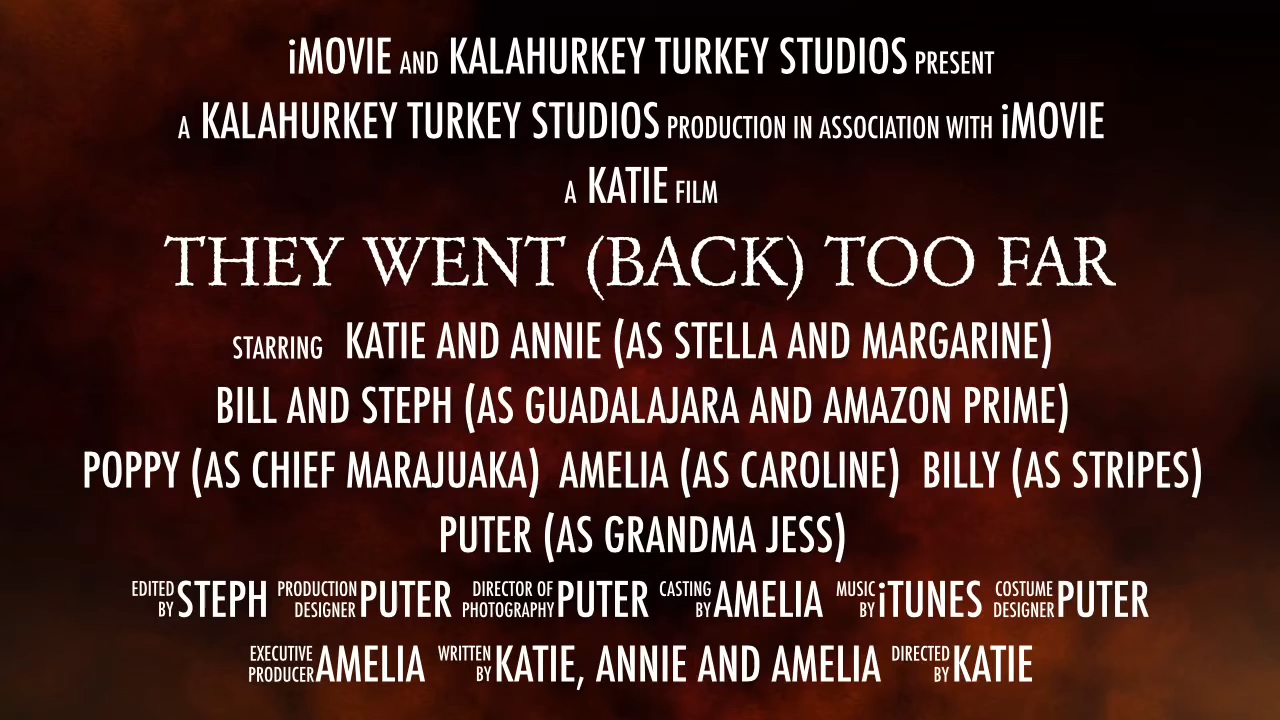 iMOVIE AND KALAHURKEY TURKEY STUDIOS PRESENT
A KALAHURKEY TURKEY STUDIOS PRODUCTION IN ASSOCIATION WITH iMOVIE
A KATIE FILM
THEY WENT (BACK) TOO FAR
STARRING KATIE AND ANNIE (AS STELLA AND MARGARINE)
BILL AND STEPH (AS GUADALAJARA AND AMAZON PRIME)
POPPY (AS CHIEF MARAJUAKA) AMELIA (AS CAROLINE) BILLY (AS STRIPES)
PUTER (AS GRANDMA JESS)
EDITED BY STEPH PRODUCTION DESIGNER PUTER DIRECTOR OF PHOTOGRAPHY PUTER CASTING BY AMELIA MUSIC BY iTUNES COSTUME DESIGNER PUTER
EXECUTIVE PRODUCER AMELIA WRITTEN BY KATIE, ANNIE AND AMELIA DIRECTED BY KATIE